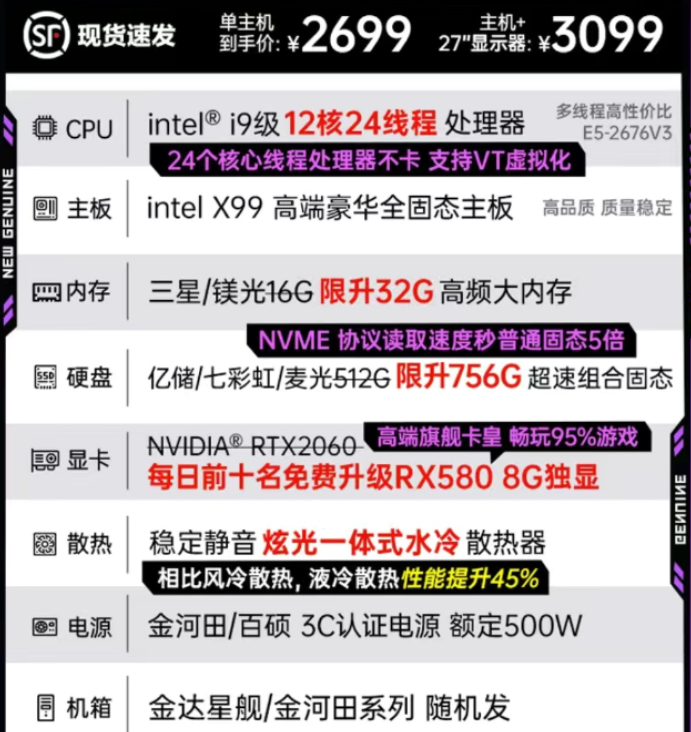 SF 现货速发
单主机
到手价: ¥2699
主机+
27"显示器: ¥3099
CPU
intel® i9级 12核24线程 处理器
多线程高性价比
E5-2676V3
24个核心线程处理器不卡 支持VT虚拟化
主板
intel X99 高端豪华全固态主板
高品质 质量稳定
NEW GENUINE
内存
三星/镁光16G 限升32G 高频大内存
NVME 协议读取速度秒普通固态5倍
SSD
硬盘
亿储/七彩虹/麦光512G 限升756G 超速组合固态
显卡
NVIDIA® RTX2060
高端旗舰卡皇 畅玩95%游戏
每日前十名免费升级RX580 8G独显
散热
稳定静音 炫光一体式水冷 散热器
GENUINE
相比风冷散热, 液冷散热性能提升45%
电源
金河田/百硕 3C认证电源 额定500W
机箱
金达星舰/金河田系列 随机发